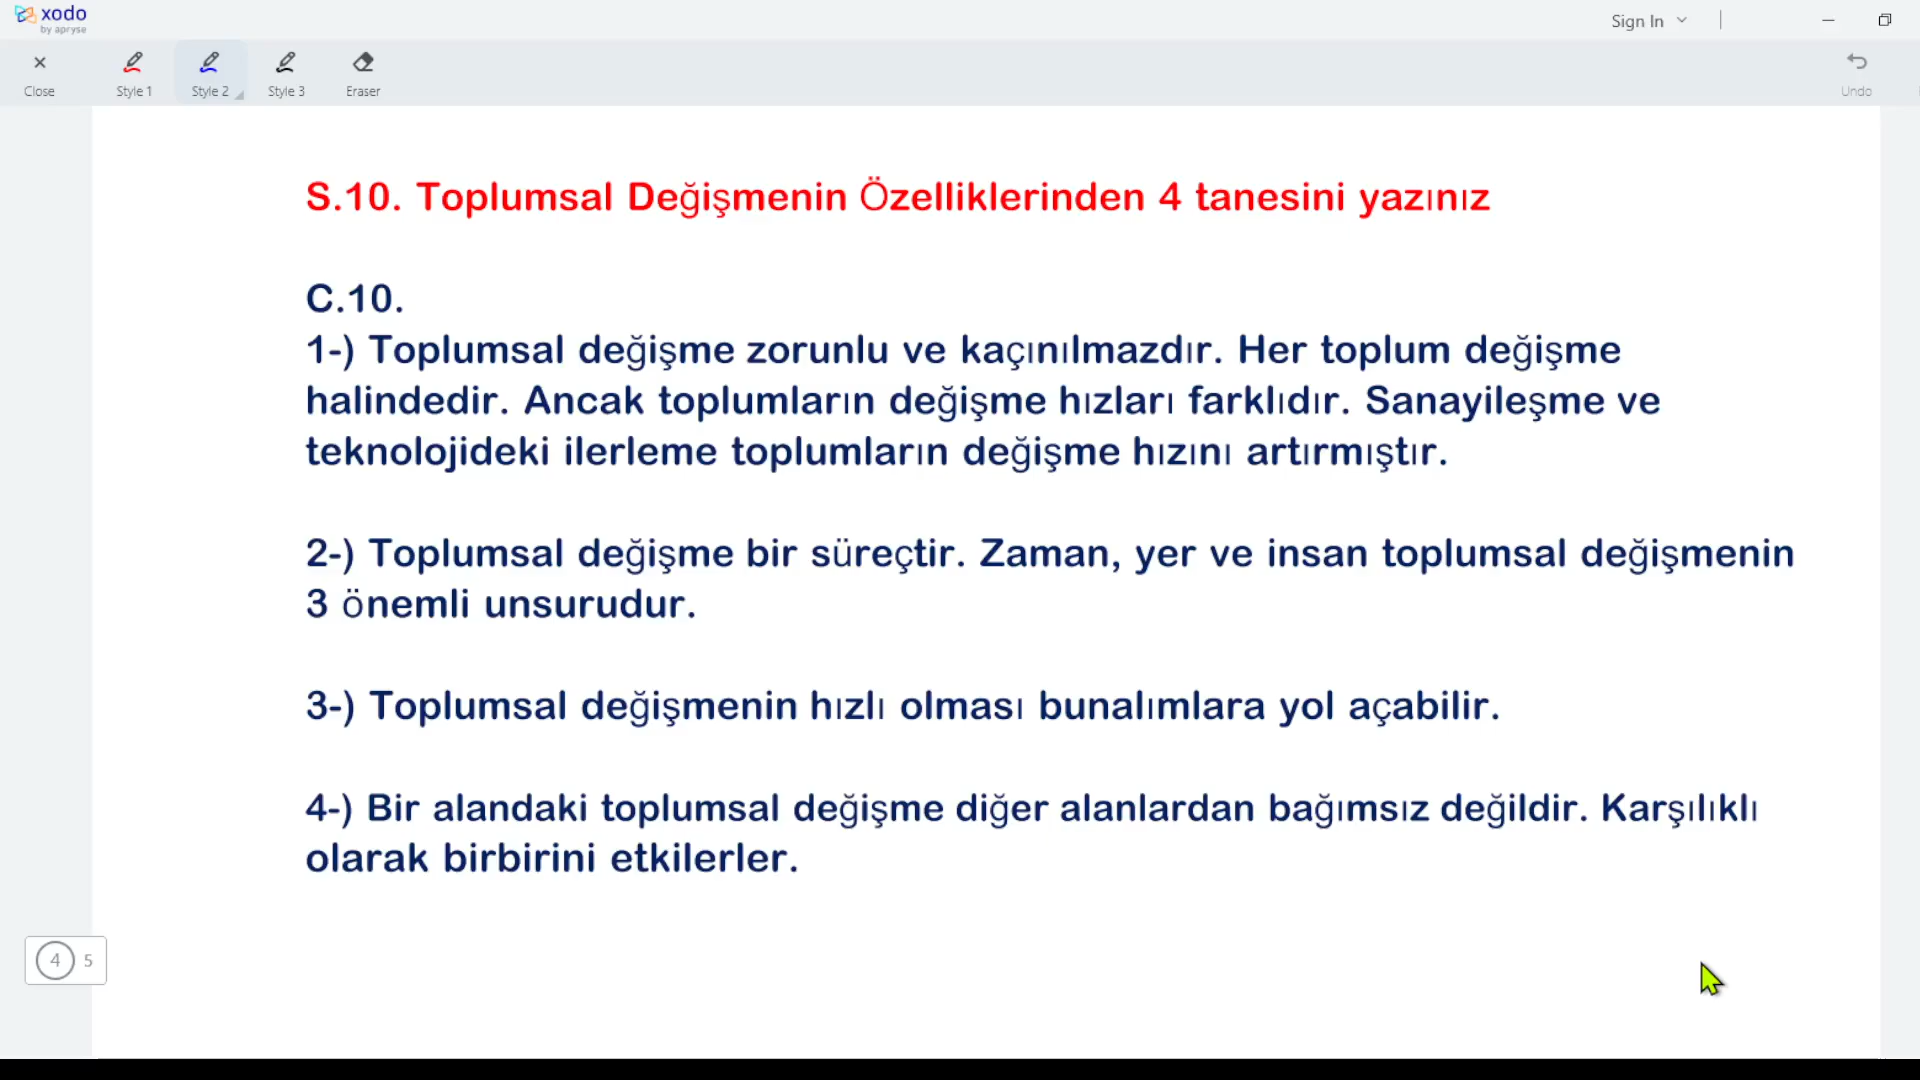 xodo
by apryse
Sign In
Close
Style 1
Style 2
Style 3
Eraser
Undo
S.10. Toplumsal Değişmenin Özelliklerinden 4 tanesini yazınız
C.10.
1-) Toplumsal değişme zorunlu ve kaçınılmazdır. Her toplum değişme
halindedir. Ancak toplumların değişme hızları farklıdır. Sanayileşme ve
teknolojideki ilerleme toplumların değişme hızını artırmıştır.
2-) Toplumsal değişme bir süreçtir. Zaman, yer ve insan toplumsal değişmenin
3 önemli unsurudur.
3-) Toplumsal değişmenin hızlı olması bunalımlara yol açabilir.
4-) Bir alandaki toplumsal değişme diğer alanlardan bağımsız değildir. Karşılıklı
olarak birbirini etkilerler.
4 5